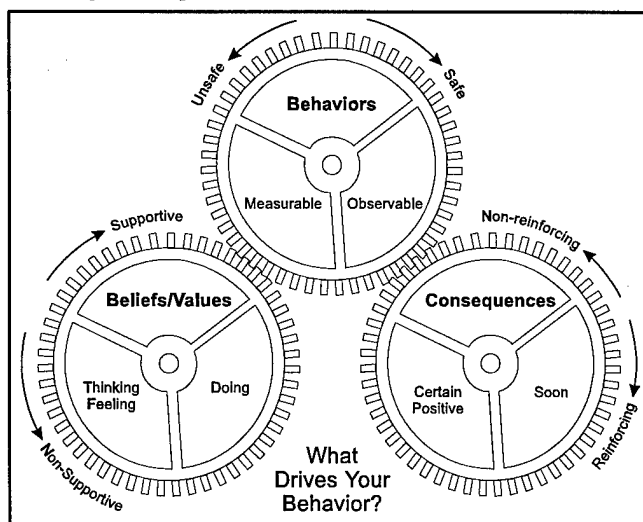 Unsafe
Safe
Behaviors
Measurable
Observable
Supportive
Non-reinforcing
Beliefs/Values
Consequences
Thinking
Feeling
Doing
Certain
Positive
Soon
Non-Supportive
Reinforcing
What
Drives Your
Behavior?